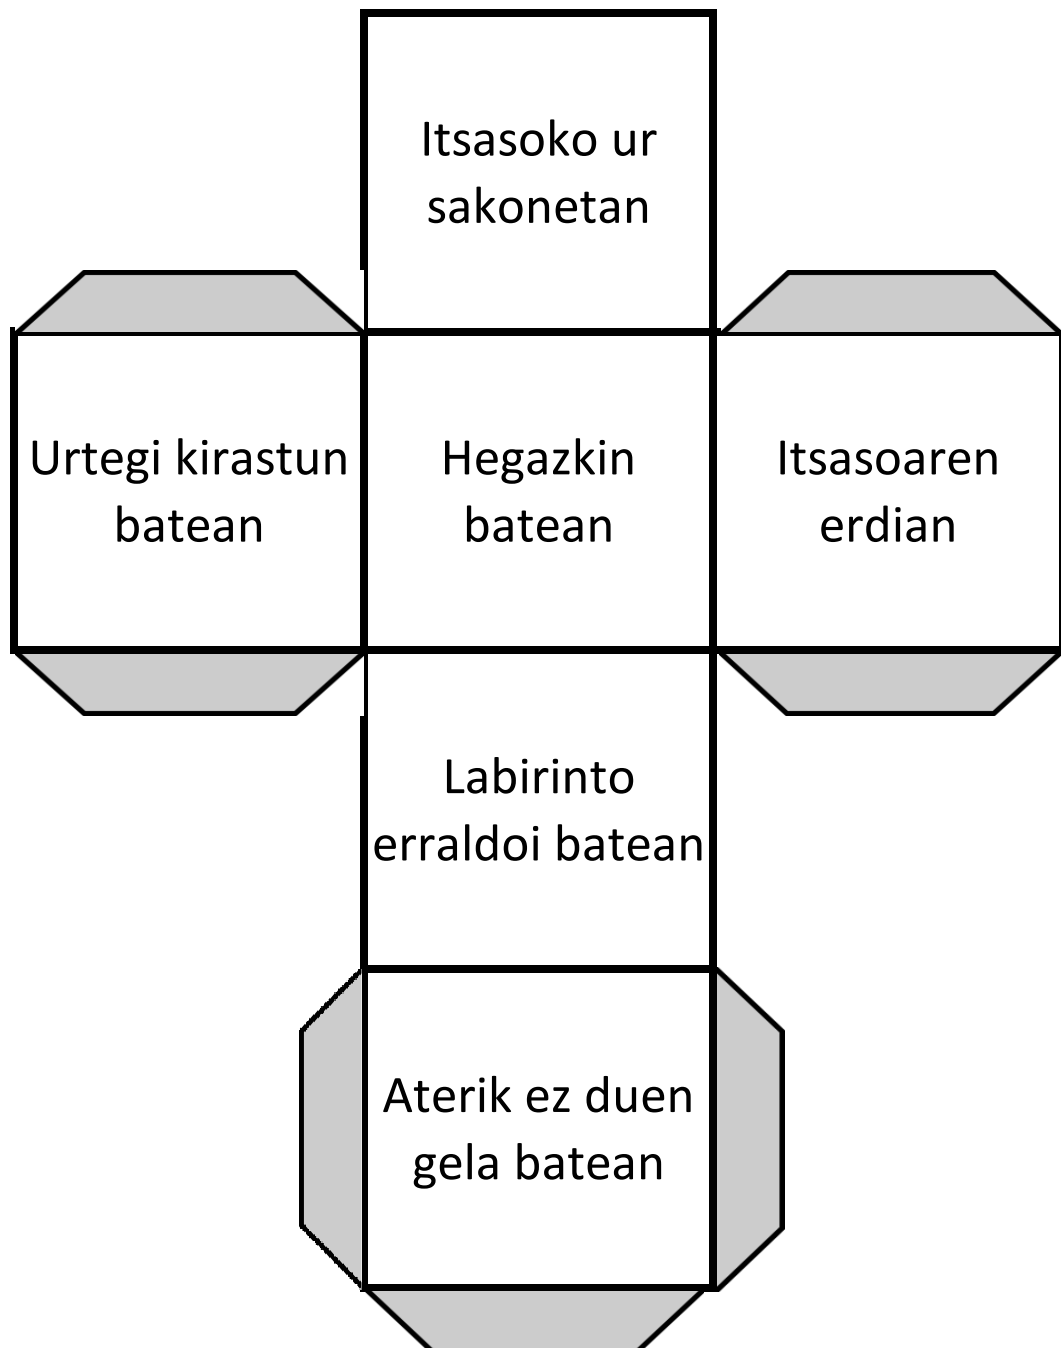 Itsasoko ur
sakonetan
Urtegi kirastun
batean
Hegazkin
batean
Itsasoaren
erdian
Labirinto
erraldoi batean
Aterik ez duen
gela batean